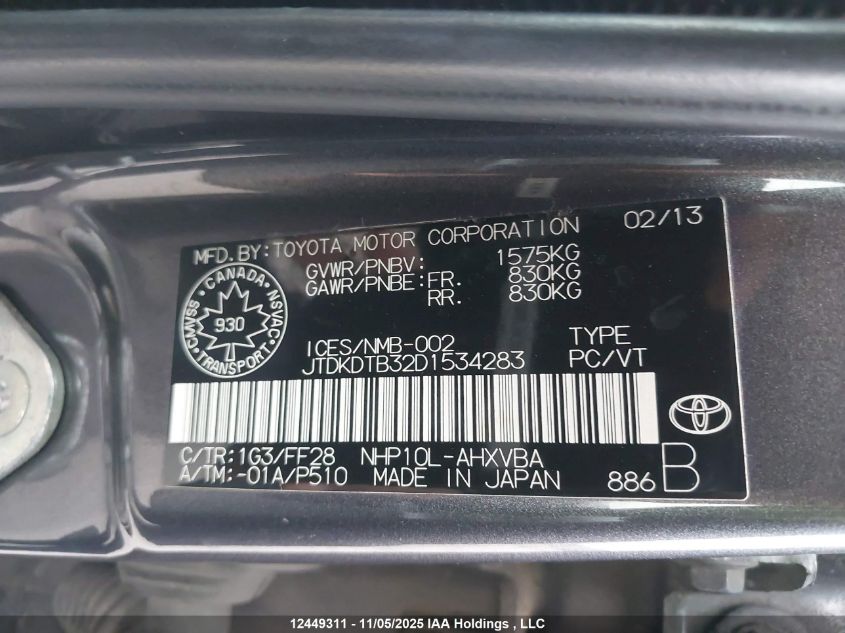 MFD. BY: TOYOTA MOTOR CORPORATION 02/13
GVWR/PNBV: 1575KG
GAWR/PNBE: FR. 830KG
RR. 830KG
CANADA
CMVSS NSVAC
930
TRANSPORT
ICES/NMB-002 TYPE
JTDKDTB32D1534283 PC/VT
C/TR: 1G3/FF28 NHP10L-AHXVBA
A/TM: -01A/P510 MADE IN JAPAN 886 B
12449311 - 11/05/2025 IAA Holdings , LLC